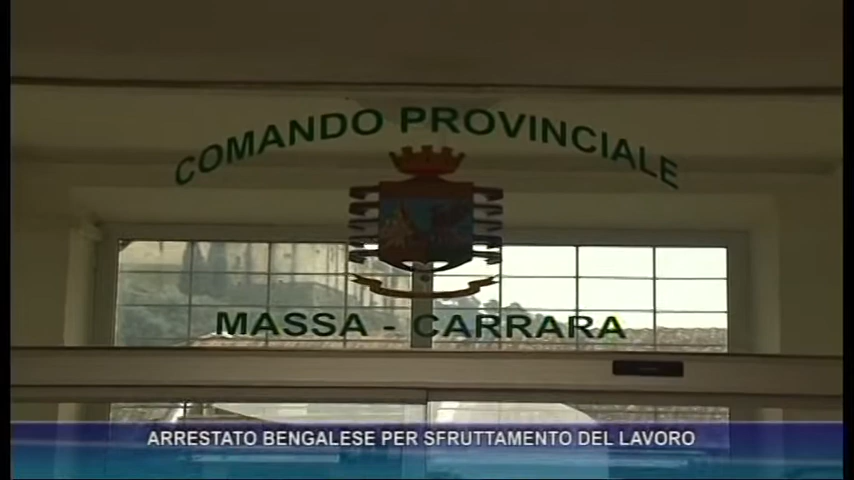 COMANDO PROVINCIALE
MASSA - CARRARA
ARRESTATO BENGALESE PER SFRUTTAMENTO DEL LAVORO